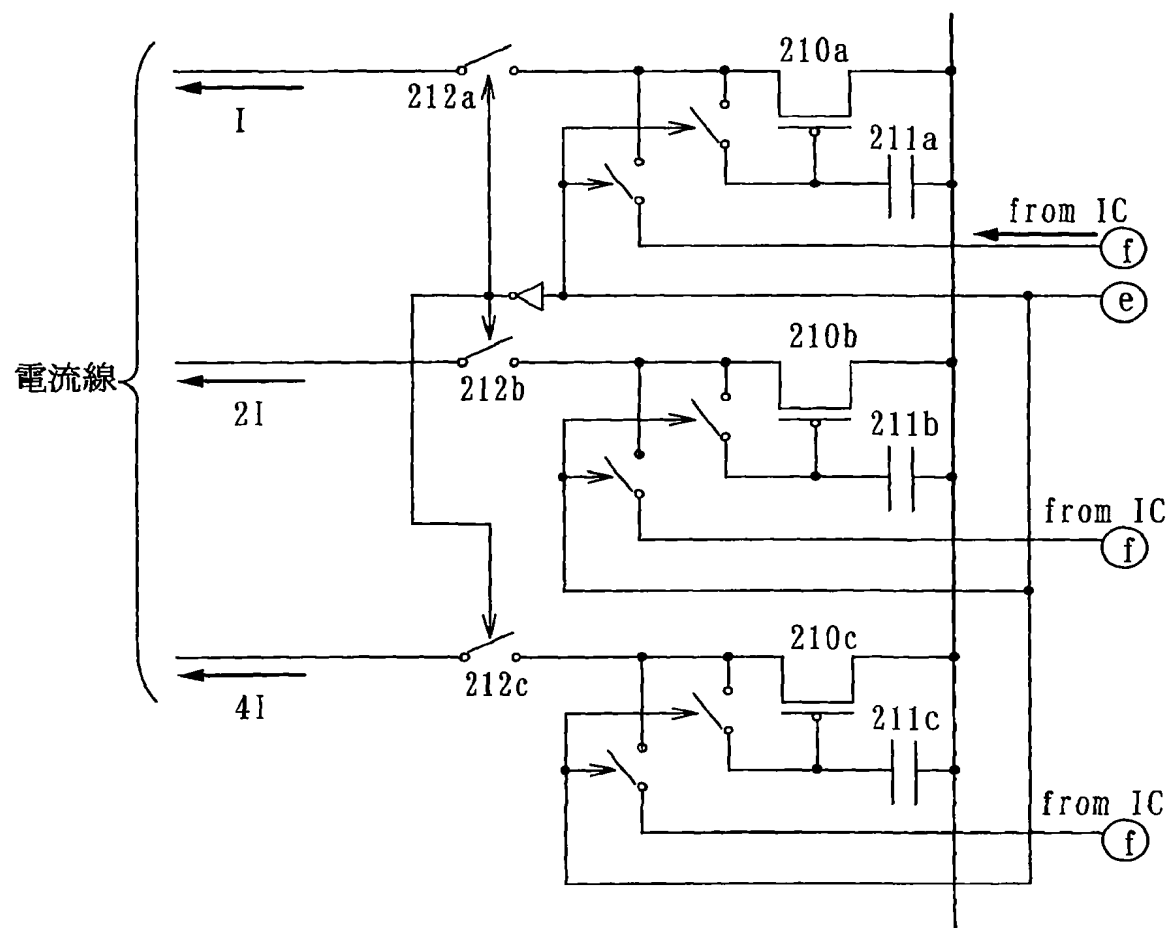 210a
212a
I
211a
from IC
f
e
210b
電流線
212b
2I
211b
from IC
f
210c
212c
4I
211c
from IC
f